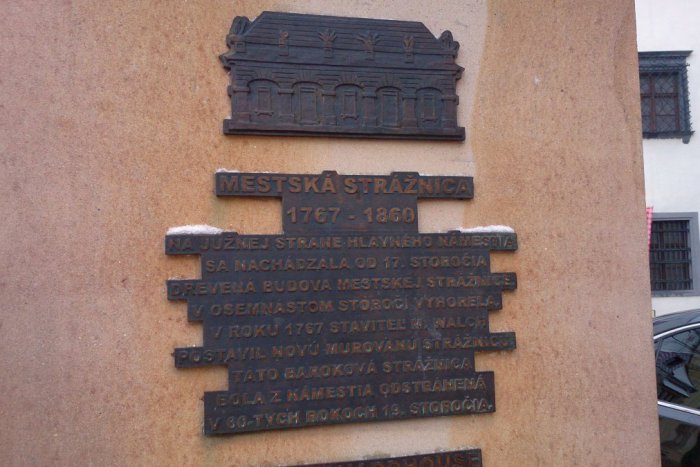 MESTSKÁ STRÁŽNICA
1767 - 1860
NA JUŽNEJ STRANE HLAVNÉHO NÁMESTIA
SA NACHÁDZALA OD 17. STOROČIA
DREVENÁ BUDOVA MESTSKEJ STRÁŽNICE
V OSEMNASTOM STOROČÍ VYHORELA.
V ROKU 1767 STAVITEĽ M. WALCH
POSTAVIL NOVÚ MUROVANÚ STRÁŽNICU
TÁTO BAROKOVÁ STRÁŽNICA
BOLA Z NÁMESTIA ODSTRÁNENÁ
V 60-TYCH ROKOCH 19. STOROČIA.